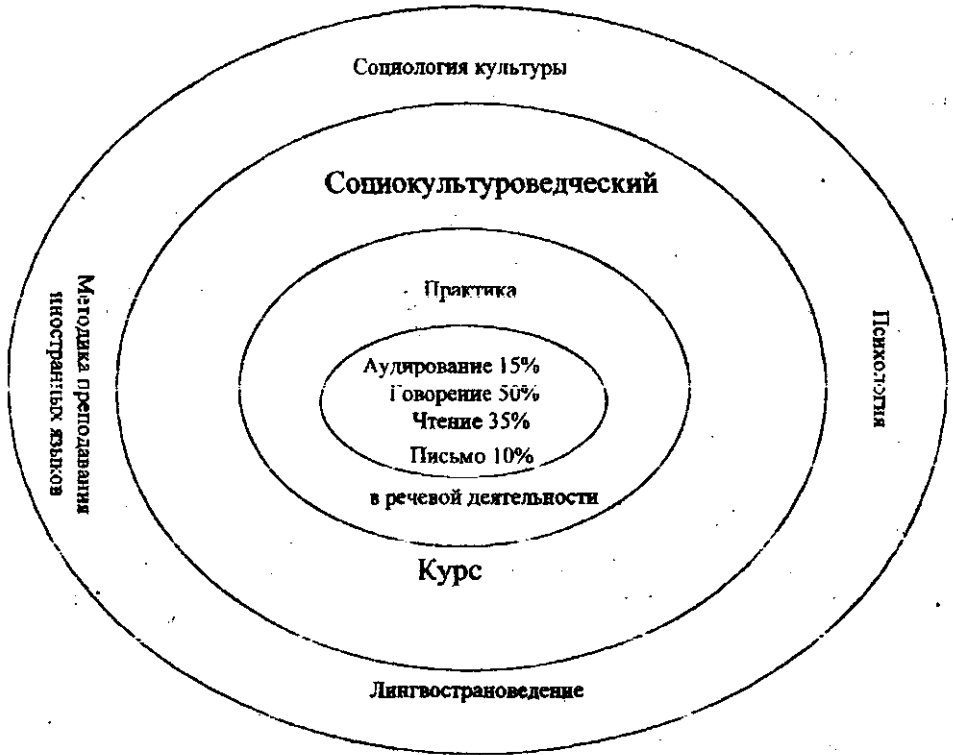 Социология культуры
Социокультуроведческий
Методика преподавания
иностранных языков
Практика
Психология
Аудирование 15%
Говорение 50%
Чтение 35%
Письмо 10%
в речевой деятельности
Курс
Лингвострановедение